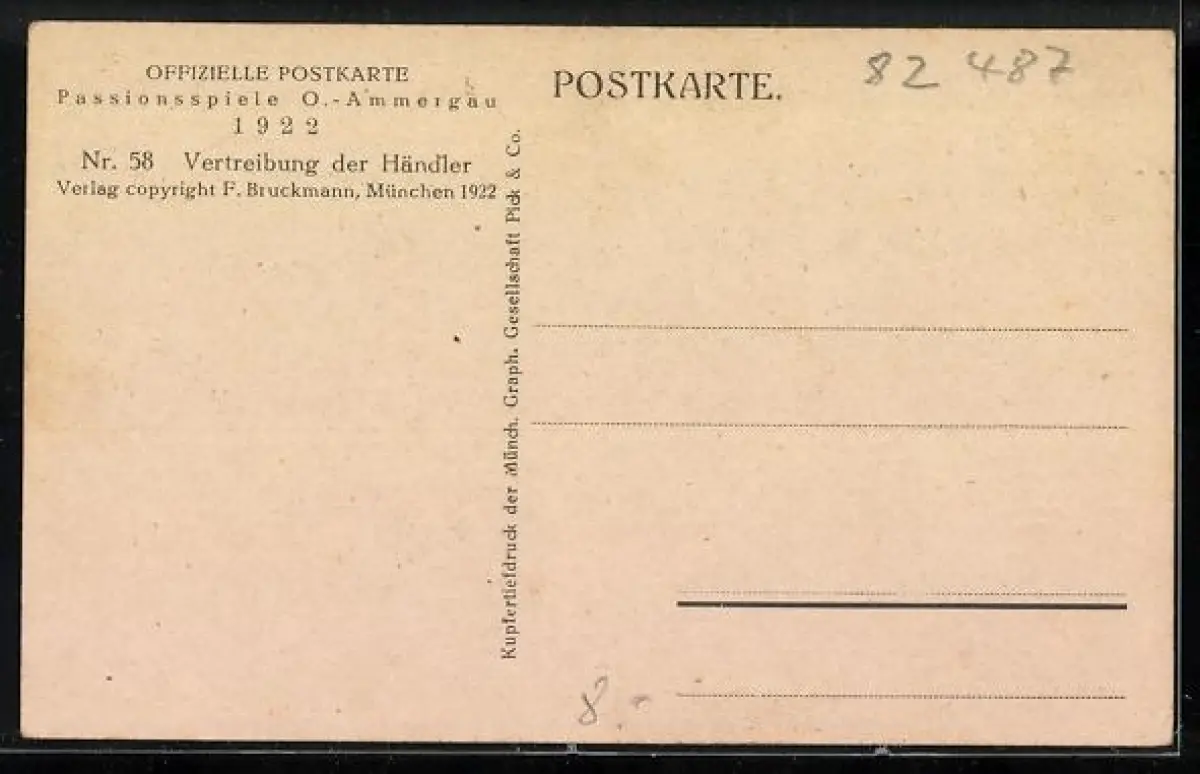 OFFIZIELLE POSTKARTE
Passionsspiele O.-Ammergau
1922
Nr. 58 Vertreibung der Händler
Verlag copyright F. Bruckmann, München 1922
Kupfertiefdruck der Münch. Graph. Gesellschaft Pick & Co.
POSTKARTE.
82 487
8.-